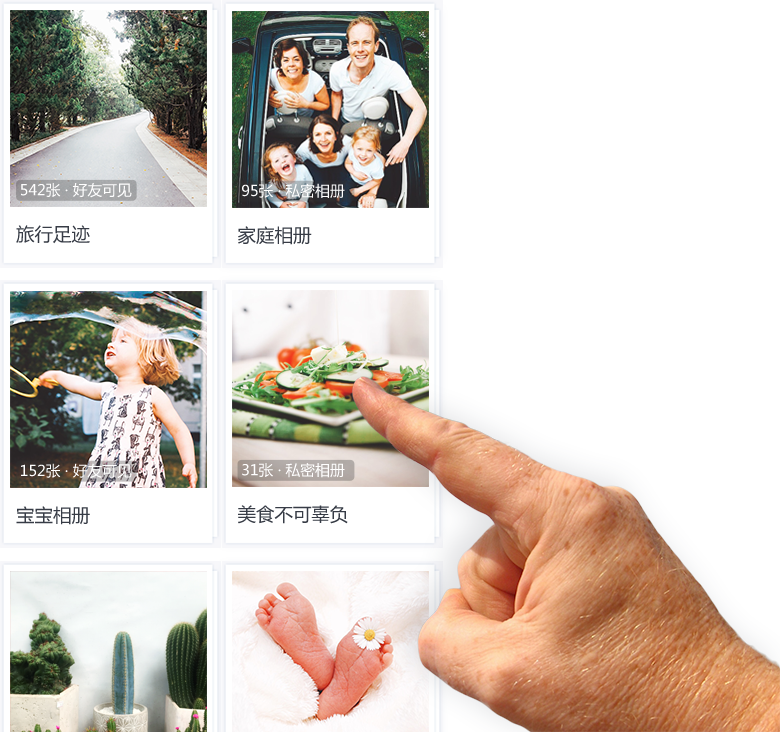 542张 · 好友可见
95张 · 私密相册
旅行足迹
家庭相册
152张 · 好友可见
31张 · 私密相册
宝宝相册
美食不可辜负